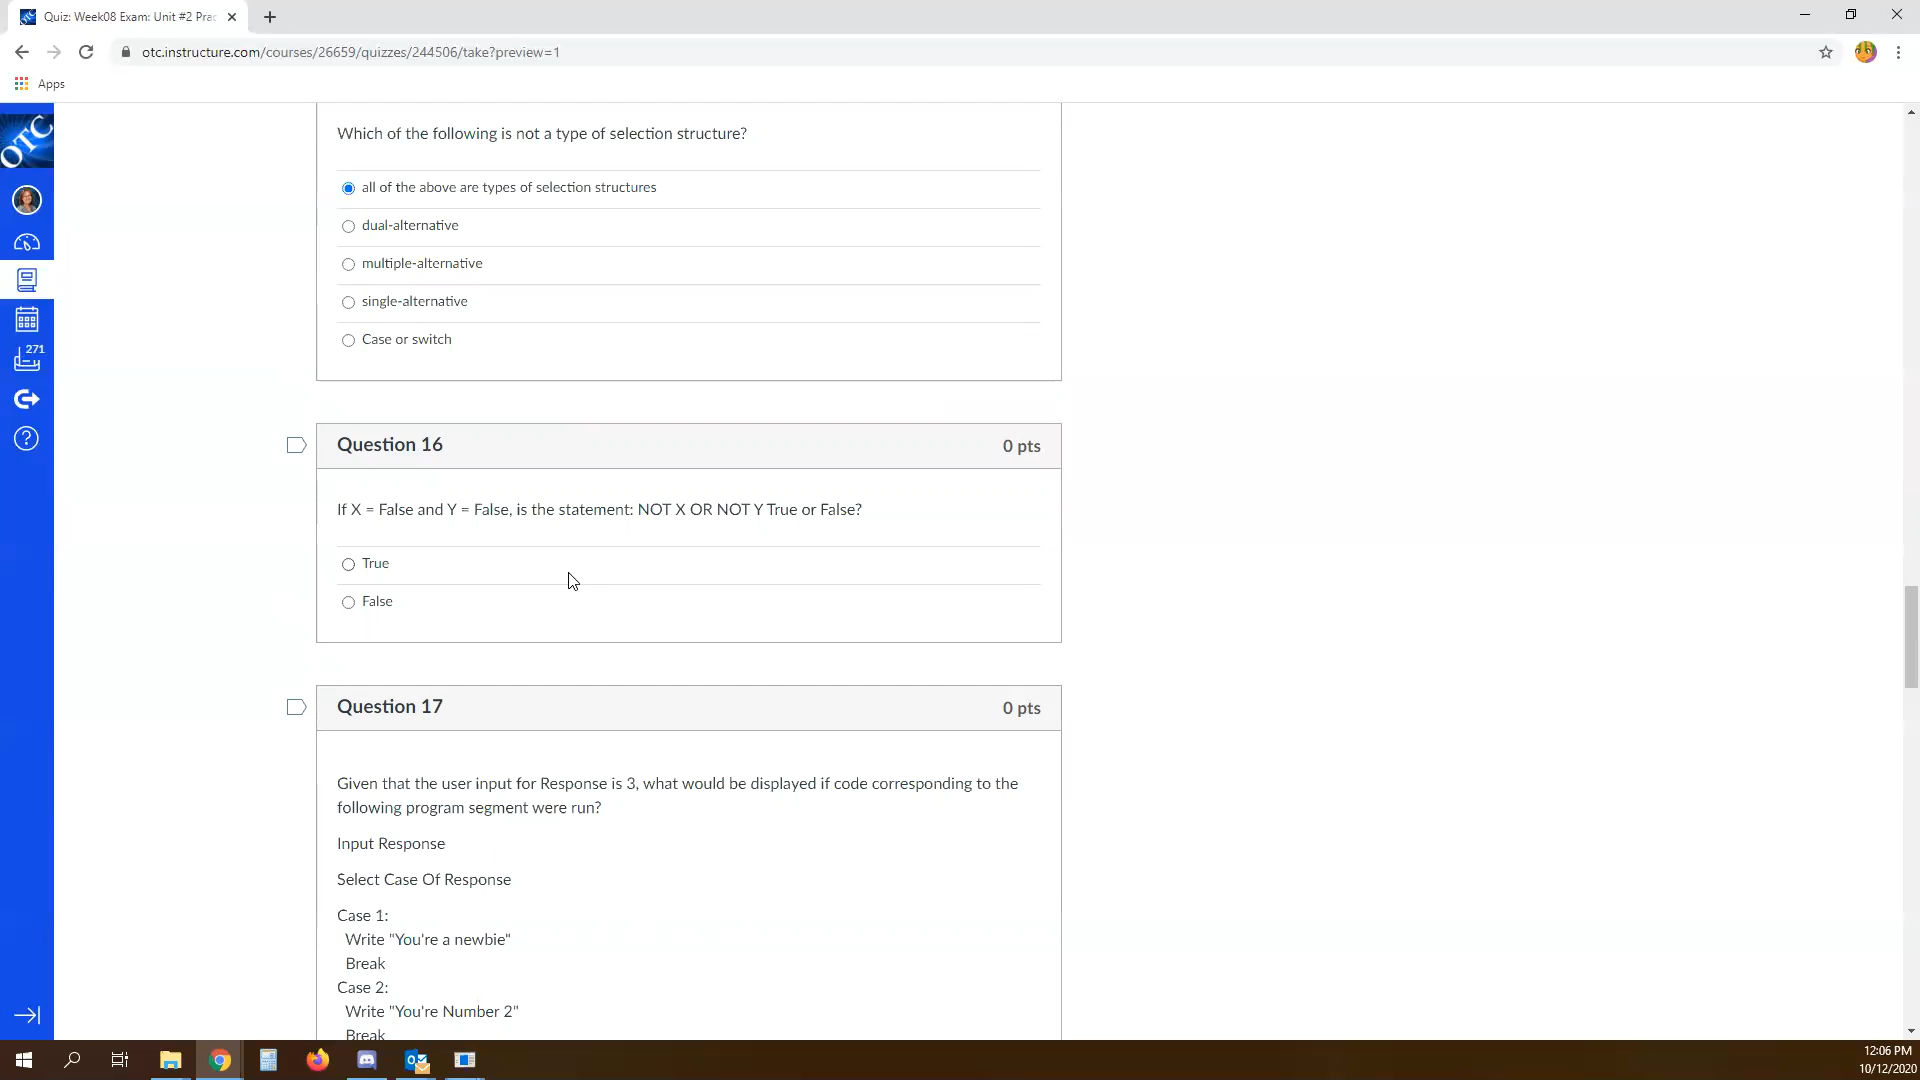 Quiz: Week08 Exam: Unit #2 Prac
otc.instructure.com/courses/26659/quizzes/244506/take?preview=1
Apps
OTC
271
Which of the following is not a type of selection structure?
all of the above are types of selection structures
dual-alternative
multiple-alternative
single-alternative
Case or switch
Question 16 0 pts
If X = False and Y = False, is the statement: NOT X OR NOT Y True or False?
True
False
Question 17 0 pts
Given that the user input for Response is 3, what would be displayed if code corresponding to the
following program segment were run?
Input Response
Select Case Of Response
Case 1:
Write "You're a newbie"
Break
Case 2:
Write "You're Number 2"
Break
12:06 PM
10/12/2020